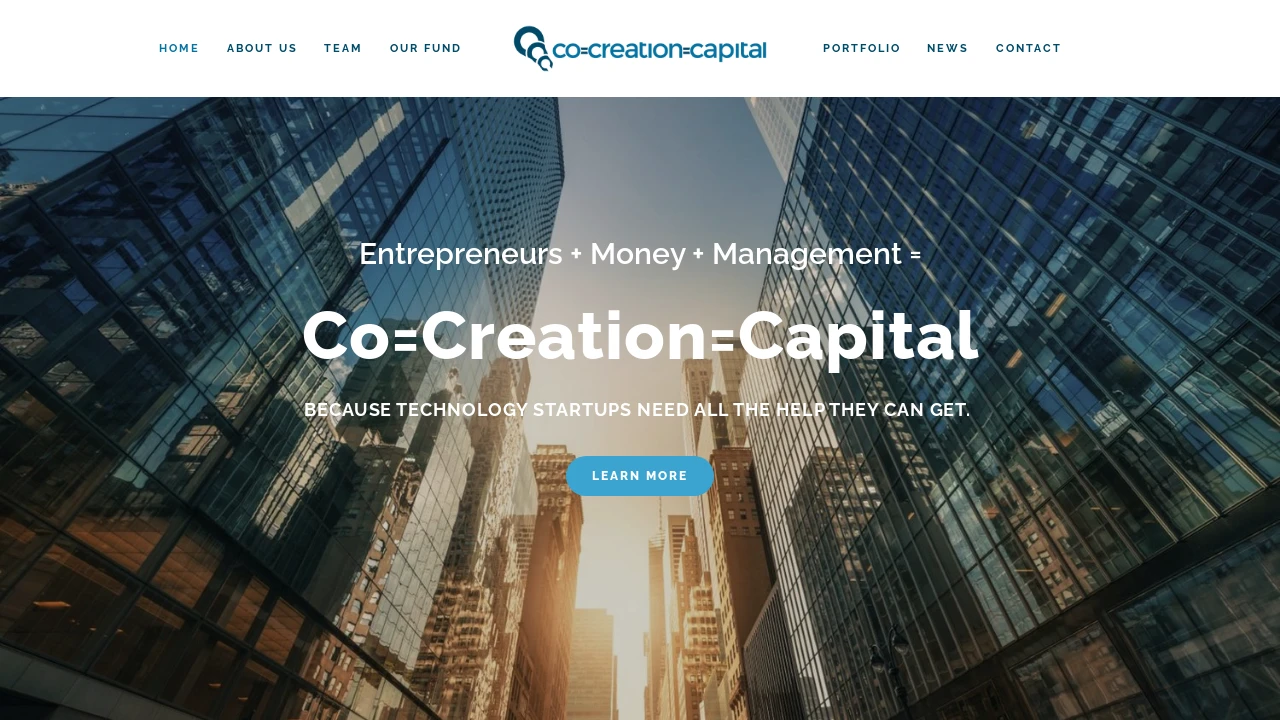 HOME ABOUT US TEAM OUR FUND co=creation=capital PORTFOLIO NEWS CONTACT
Entrepreneurs + Money + Management =
Co=Creation=Capital
BECAUSE TECHNOLOGY STARTUPS NEED ALL THE HELP THEY CAN GET.
LEARN MORE